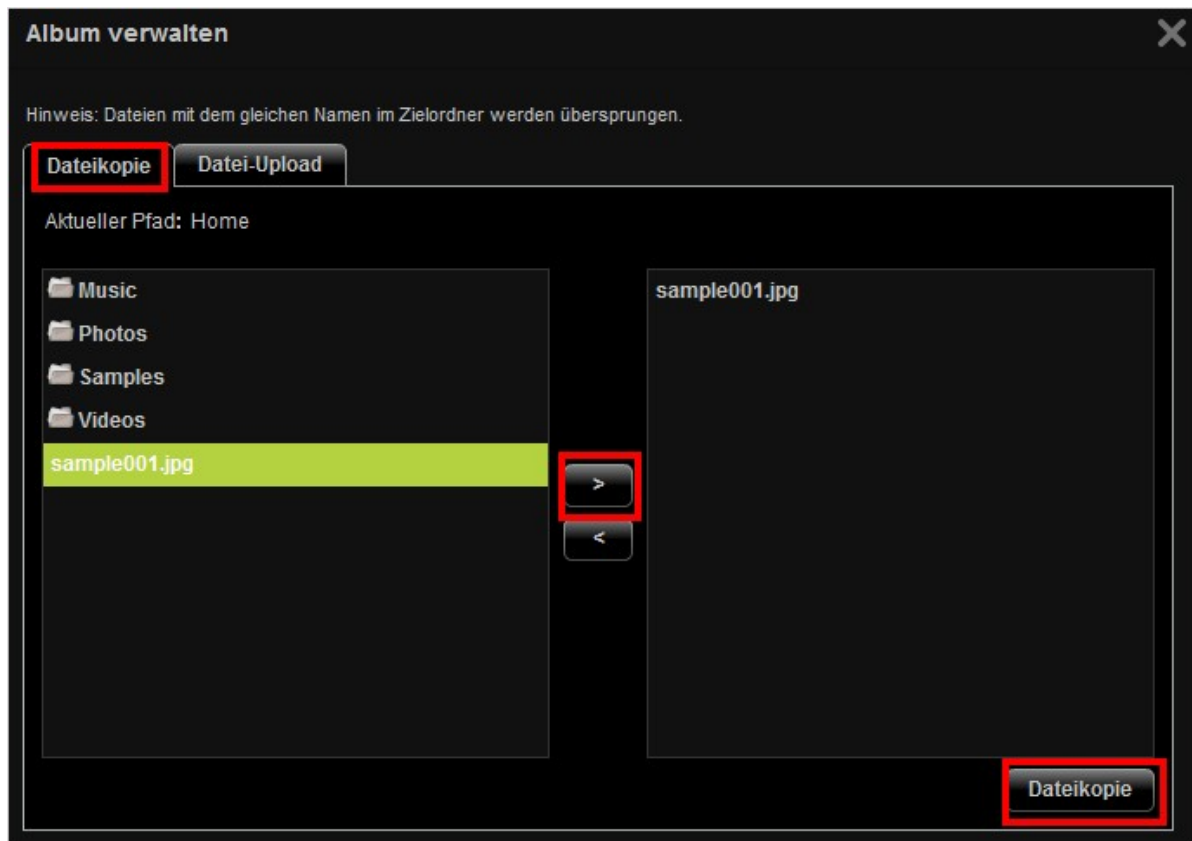 Album verwalten
Hinweis: Dateien mit dem gleichen Namen im Zielordner werden übersprungen.
Dateikopie Datei-Upload
Aktueller Pfad: Home
Music
Photos
Samples
Videos
sample001.jpg
>
<
sample001.jpg
Dateikopie